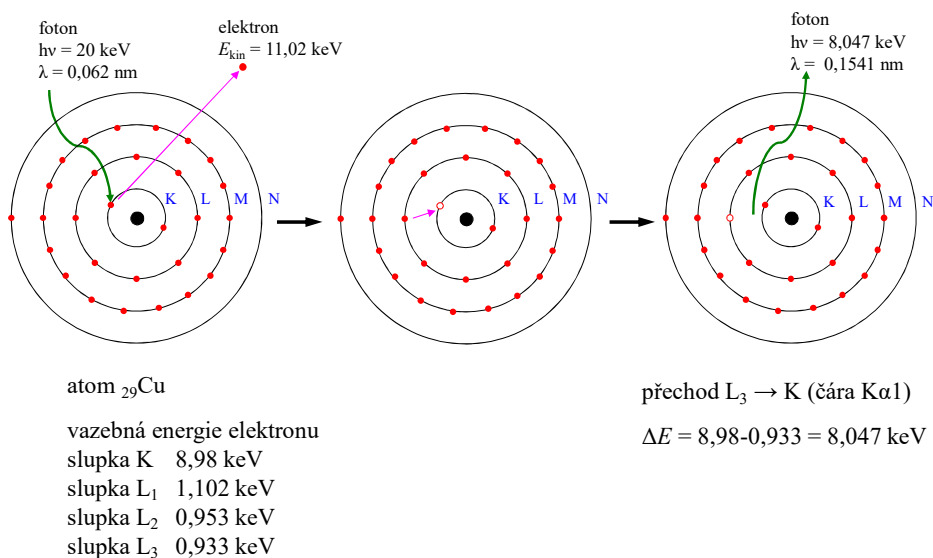 foton
hν = 20 keV
λ = 0,062 nm
elektron
Ekin = 11,02 keV
foton
hν = 8,047 keV
λ =  0,1541 nm
K L M N
K L M N
K L M N
atom 29Cu
vazebná energie elektronu
slupka K 8,98 keV
slupka L1 1,102 keV
slupka L2 0,953 keV
slupka L3 0,933 keV
přechod L3 → K (čára Kα1)
ΔE = 8,98-0,933 = 8,047 keV